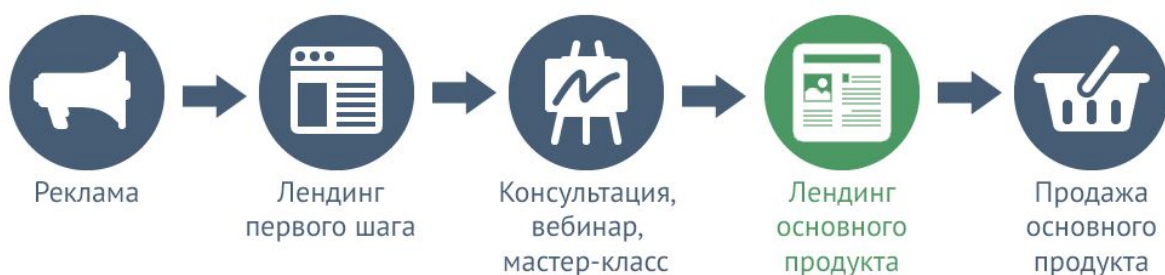 Реклама
Лендинг
первого шага
Консультация,
вебинар,
мастер-класс
Лендинг
основного
продукта
Продажа
основного
продукта